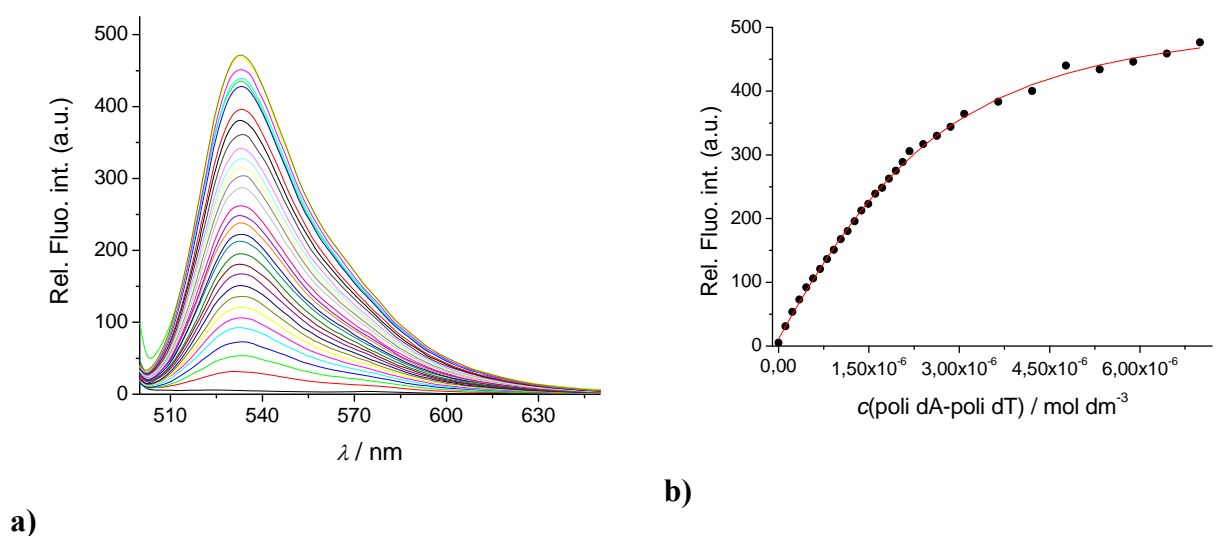 500
400
300
200
100
0
Rel. Fluo. int. (a.u.)
510 540 570 600 630
λ / nm
a)
500
400
300
200
100
0
Rel. Fluo. int. (a.u.)
0,00 1,50x10⁻⁶ 3,00x10⁻⁶ 4,50x10⁻⁶ 6,00x10⁻⁶
c(poli dA-poli dT) / mol dm⁻³
b)